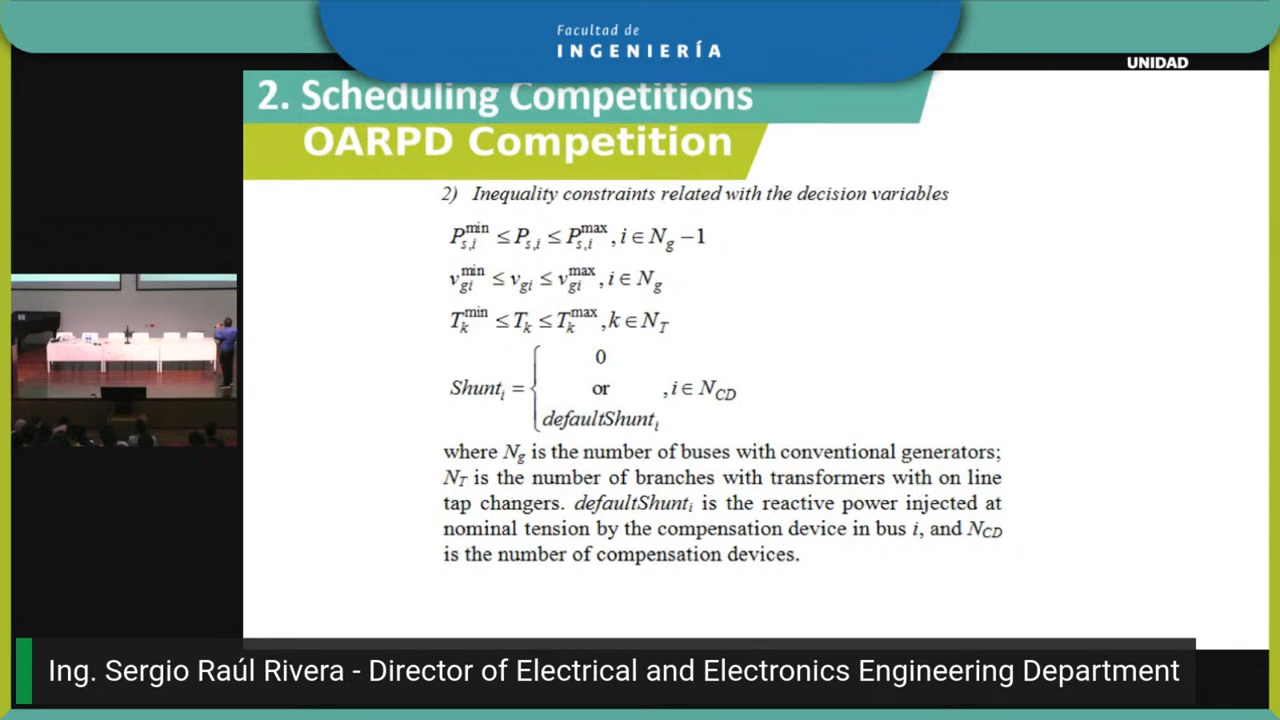 Facultad de
INGENIERÍA
UNIDAD
2. Scheduling Competitions
OARPD Competition
2) Inequality constraints related with the decision variables
P_{s,i}^{min} ≤ P_{s,i} ≤ P_{s,i}^{max}, i ∈ N_g −1
v_{gi}^{min} ≤ v_{gi} ≤ v_{gi}^{max}, i ∈ N_g
T_k^{min} ≤ T_k ≤ T_k^{max}, k ∈ N_T
0
Shunt_i = { or , i ∈ N_{CD}
defaultShunt_i
where N_g is the number of buses with conventional generators;
N_T is the number of branches with transformers with on line
tap changers. defaultShunt_i is the reactive power injected at
nominal tension by the compensation device in bus i, and N_{CD}
is the number of compensation devices.
Ing. Sergio Raúl Rivera - Director of Electrical and Electronics Engineering Department